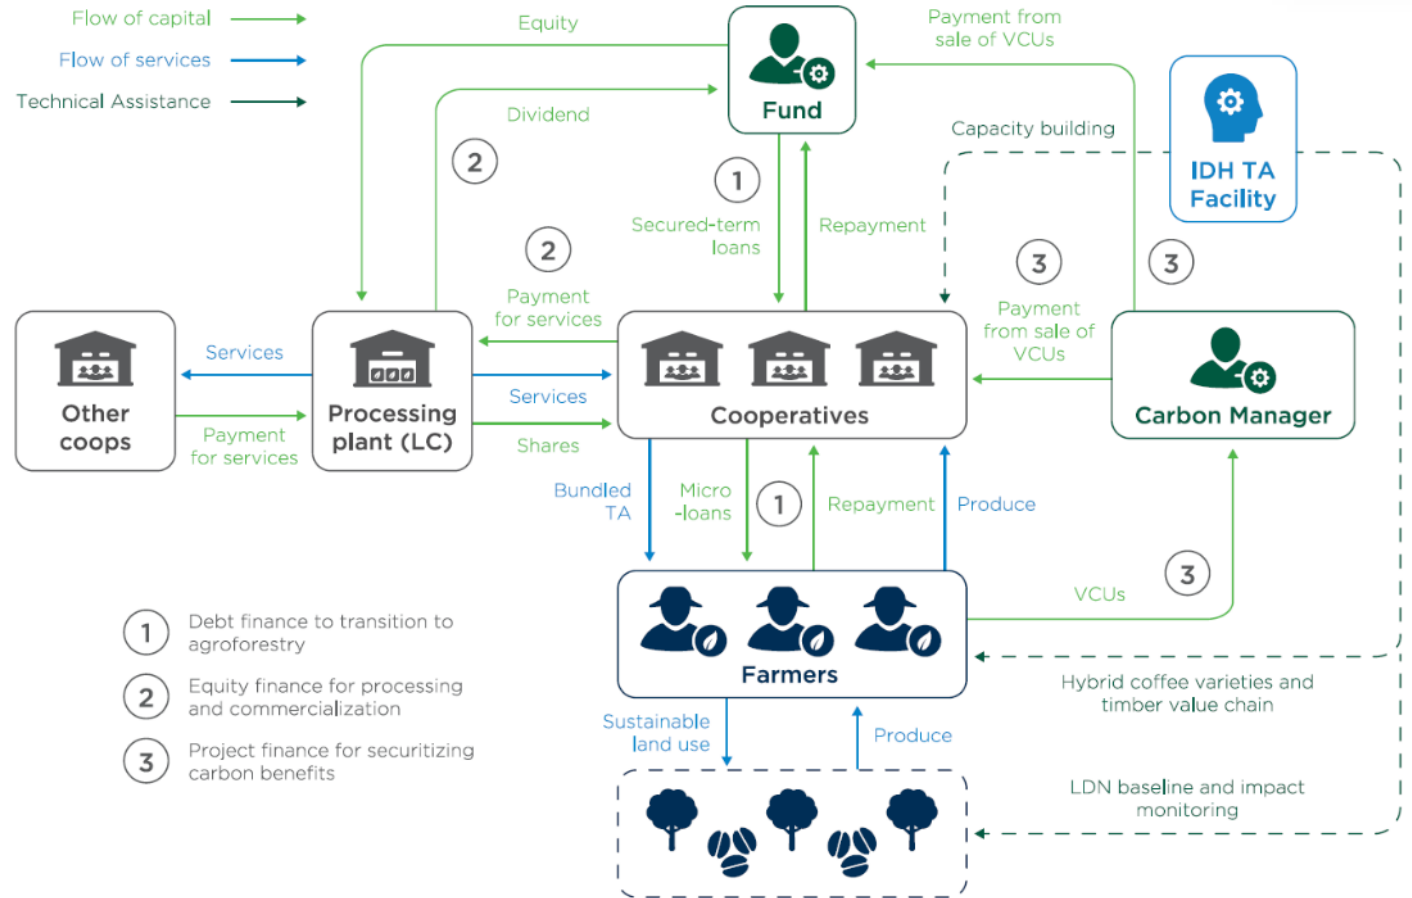 Flow of capital
Flow of services
Technical Assistance
Equity
Dividend
Fund
Payment from
sale of VCUs
IDH TA
Facility
Capacity building
2
1
Secured-term
loans
Repayment
2
Payment
for services
3
3
Payment
from sale of
VCUs
Other
coops
Services
Payment
for services
Processing
plant (LC)
Services
Shares
Cooperatives
Carbon Manager
Bundled
TA
Micro
-loans
1
Repayment
Produce
3
VCUs
Farmers
Hybrid coffee varieties and
timber value chain
Sustainable
land use
Produce
LDN baseline and impact
monitoring
1
Debt finance to transition to
agroforestry
2
Equity finance for processing
and commercialization
3
Project finance for securitizing
carbon benefits